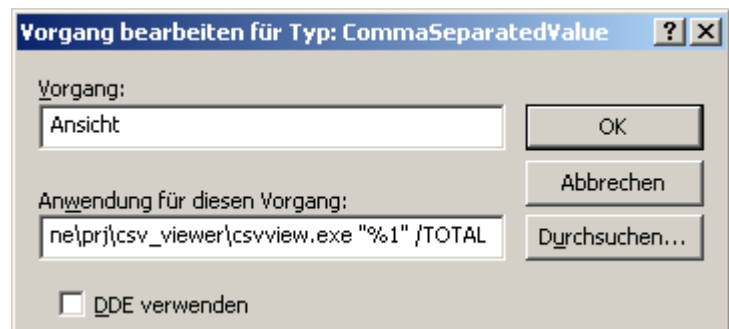 Vorgang bearbeiten für Typ: CommaSeparatedValue
Vorgang:
Ansicht
OK
Abbrechen
Anwendung für diesen Vorgang:
ne\prj\csv_viewer\csvview.exe "%1" /TOTAL
Durchsuchen...
DDE verwenden